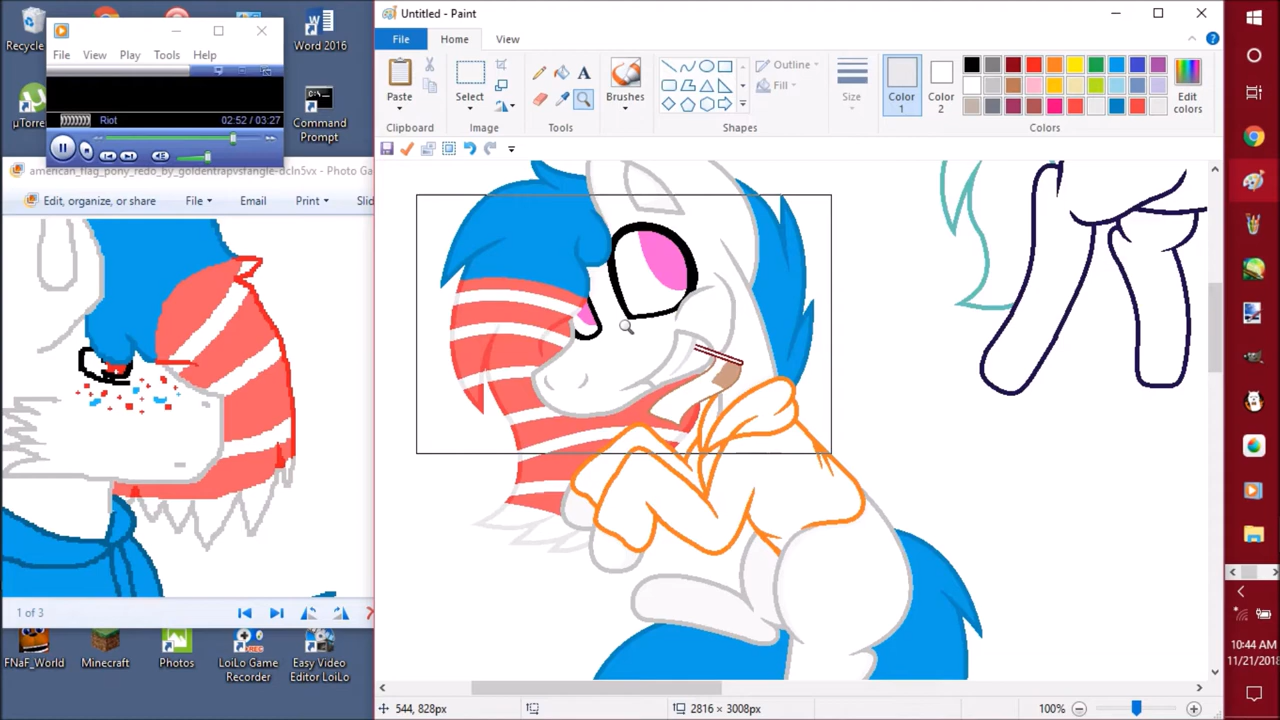 Recycle
Word 2016
File View Play Tools Help
Riot 02:52 / 03:27
µTorre
Command
Prompt
american_flag_pony_redo_by_goldentrapvsfangle-dcln5vx - Photo Ga
Edit, organize, or share File Email Print Slid
1 of 3
FNaF_World
Minecraft
Photos
LoiLo Game
Recorder
Easy Video
Editor LoiLo
Untitled - Paint
File Home View
Paste
Clipboard
Select
Image
A
Tools
Brushes
Outline
Fill
Shapes
Size
Color
1
Color
2
Edit
colors
Colors
544, 828px
2816 × 3008px
100%
10:44 AM
11/21/2018